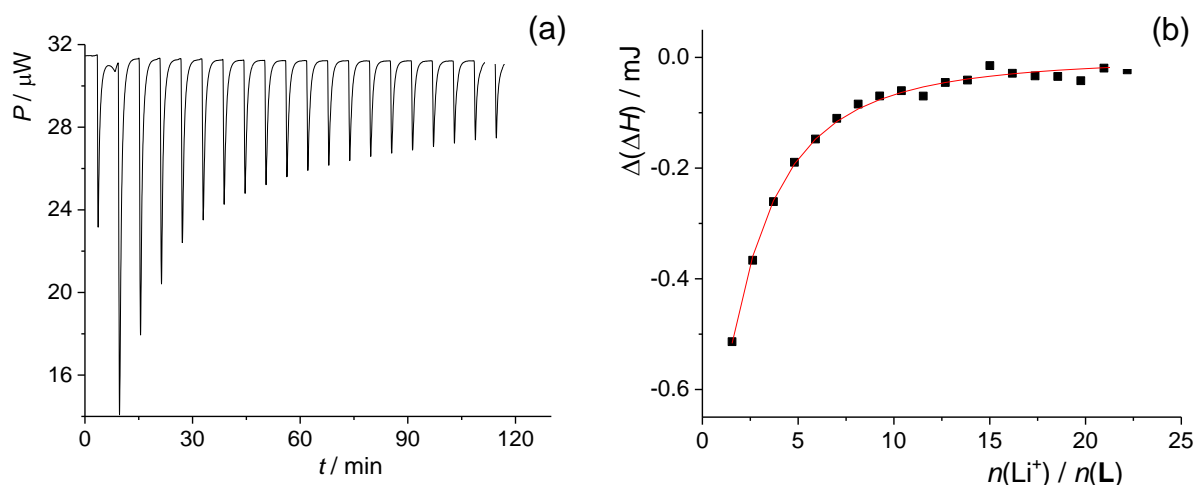 (a)
P / μW
32
28
24
20
16
0 30 60 90 120
t / min
(b)
Δ(ΔH) / mJ
0.0
-0.2
-0.4
-0.6
0 5 10 15 20 25
n(Li⁺) / n(L)